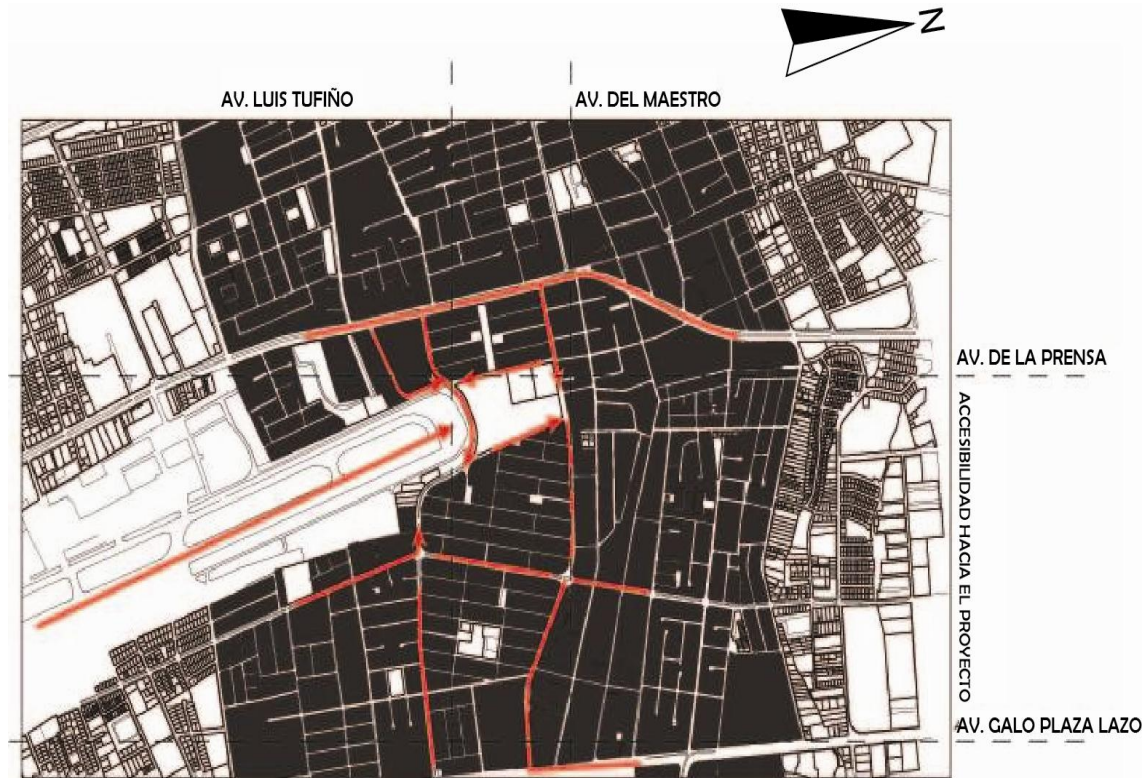 N
AV. LUIS TUFIÑO
AV. DEL MAESTRO
AV. DE LA PRENSA
ACCESIBILIDAD HACIA EL PROYECTO
AV. GALO PLAZA LAZO